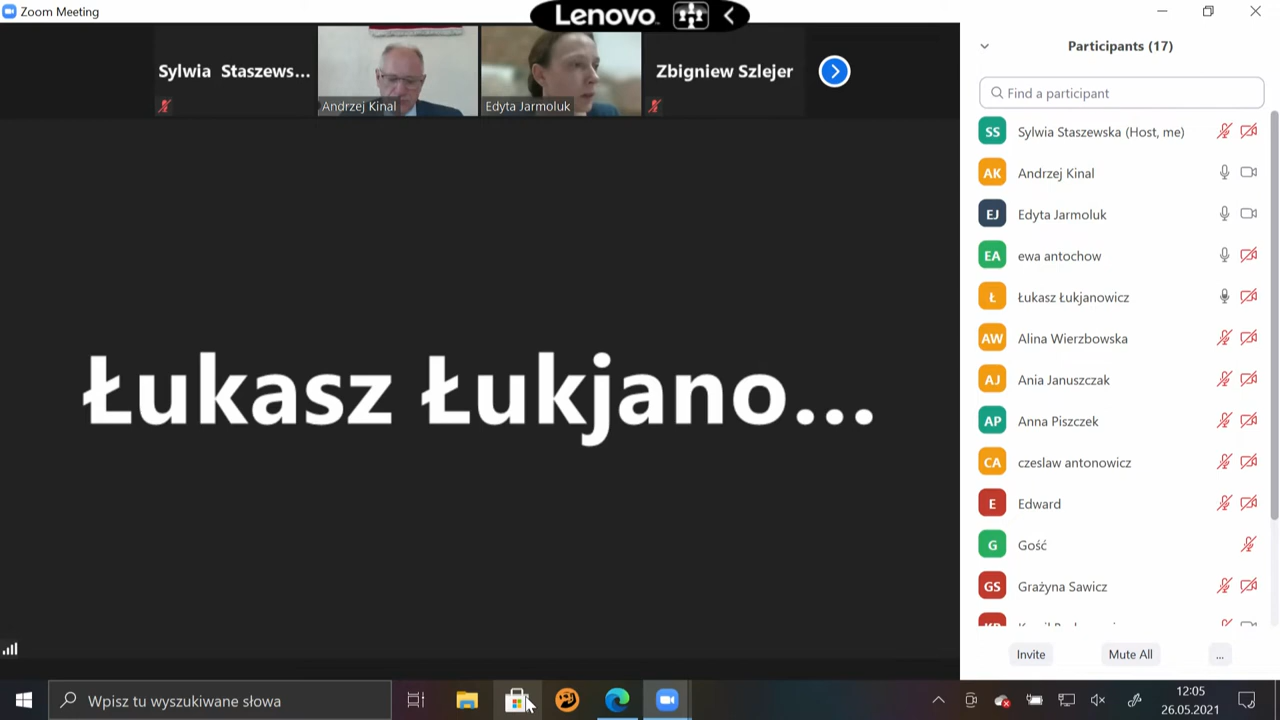 Zoom Meeting
Lenovo
Sylwia Staszews...
Andrzej Kinal
Edyta Jarmoluk
Zbigniew Szlejer
Łukasz Łukjano...
Participants (17)
Find a participant
SS Sylwia Staszewska (Host, me)
AK Andrzej Kinal
EJ Edyta Jarmoluk
EA ewa antochow
Ł Łukasz Łukjanowicz
AW Alina Wierzbowska
AJ Ania Januszczak
AP Anna Piszczek
CA czeslaw antonowicz
E Edward
G Gość
GS Grażyna Sawicz
Invite
Mute All
...
Wpisz tu wyszukiwane słowa
12:05
26.05.2021